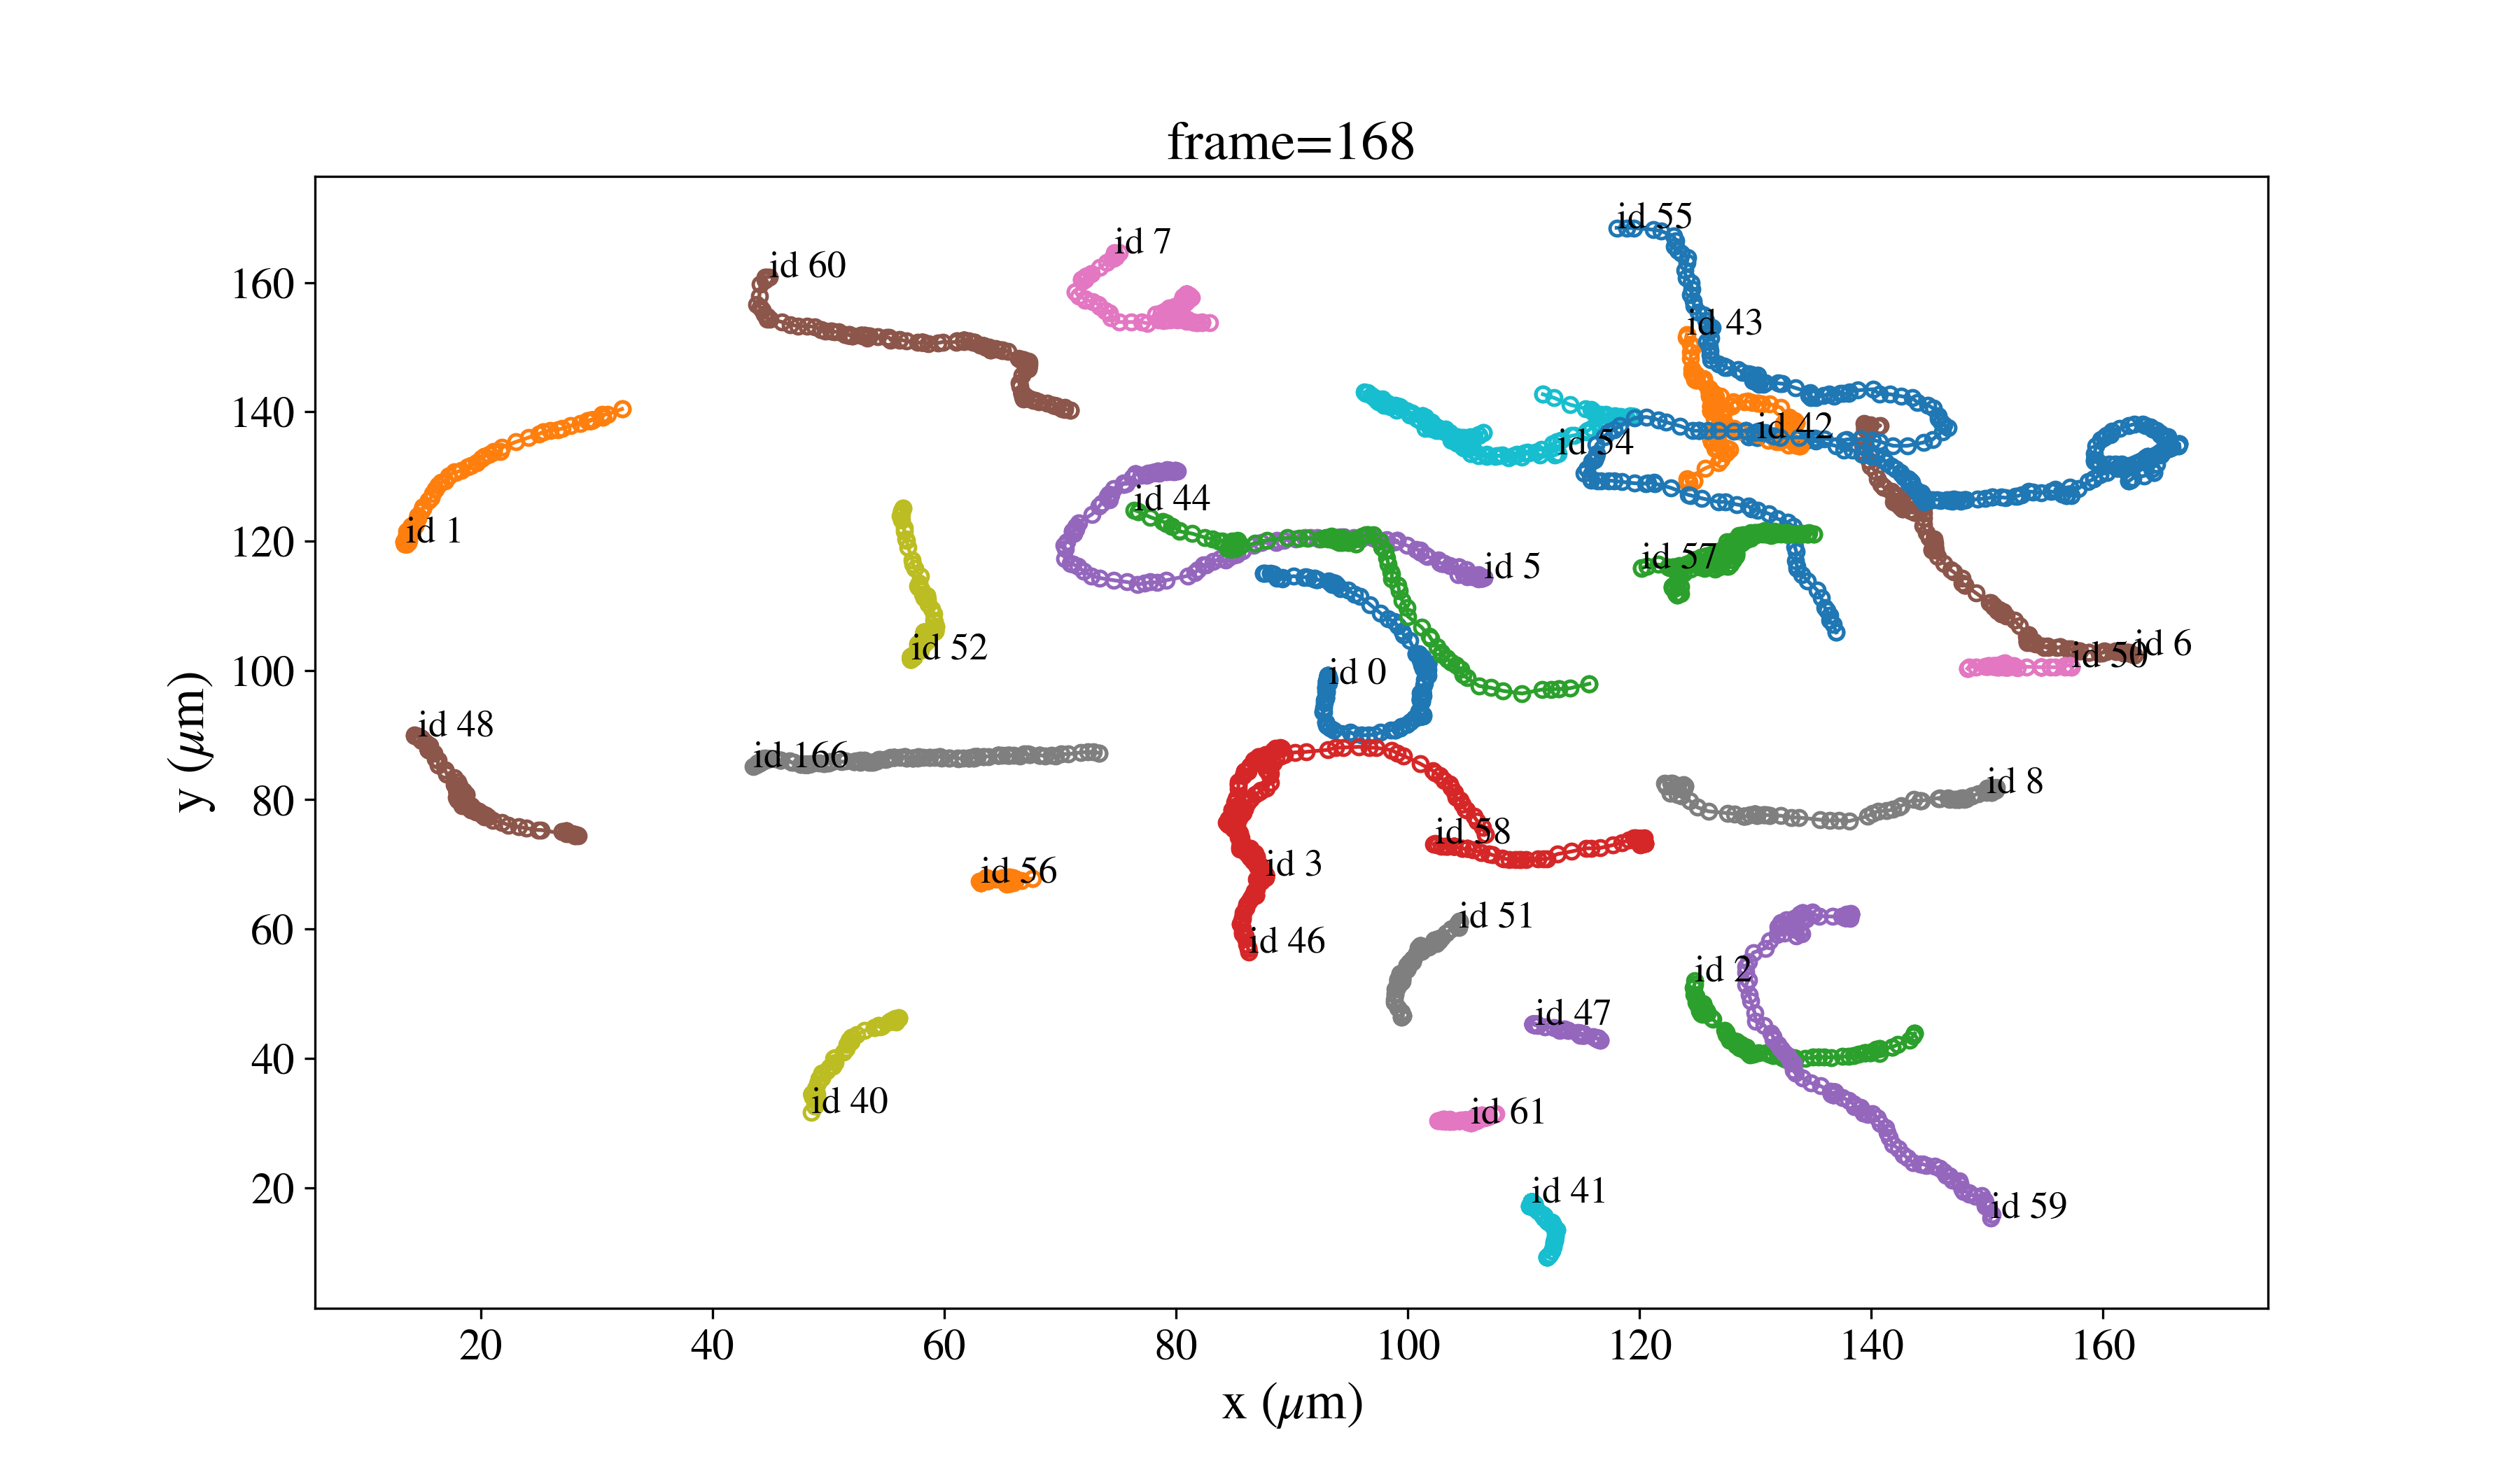 frame=168
id 55
id 7
id 60
id 43
id 42
id 54
id 44
id 1
id 57
id 5
id 52
id 6
id 50
id 0
id 48
id 166
id 8
id 58
id 3
id 56
id 46
id 51
id 2
id 47
id 40
id 61
id 41
id 59
160
140
120
100
80
60
40
20
y (μm)
20 40 60 80 100 120 140 160
x (μm)